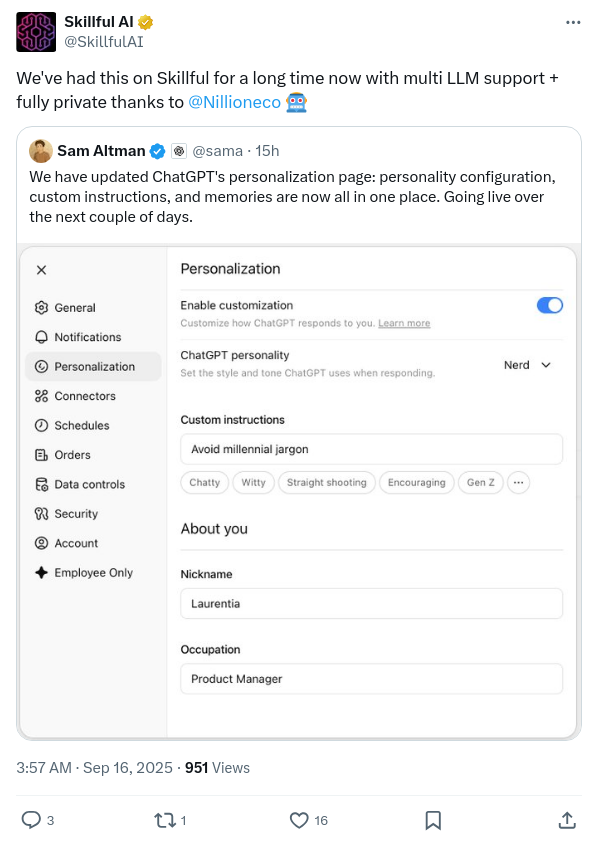 Skillful AI
@SkillfulAI
We've had this on Skillful for a long time now with multi LLM support +
fully private thanks to @Nillioneco 🤖
Sam Altman @sama · 15h
We have updated ChatGPT's personalization page: personality configuration,
custom instructions, and memories are now all in one place. Going live over
the next couple of days.
General
Notifications
Personalization
Connectors
Schedules
Orders
Data controls
Security
Account
Employee Only
Personalization
Enable customization
Customize how ChatGPT responds to you. Learn more
ChatGPT personality
Set the style and tone ChatGPT uses when responding.
Nerd
Custom instructions
Avoid millennial jargon
Chatty Witty Straight shooting Encouraging Gen Z ...
About you
Nickname
Laurentia
Occupation
Product Manager
3:57 AM · Sep 16, 2025 · 951 Views
3 1 16